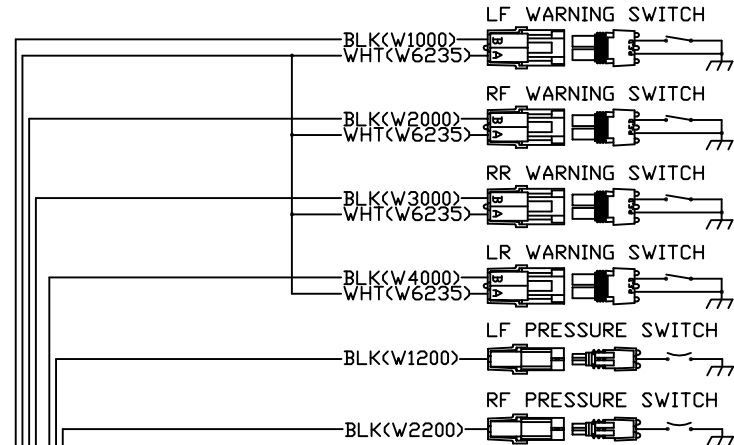 LF WARNING SWITCH
BLK(W1000)
WHT(W6235)
B
A
RF WARNING SWITCH
BLK(W2000)
WHT(W6235)
B
A
RR WARNING SWITCH
BLK(W3000)
WHT(W6235)
B
A
LR WARNING SWITCH
BLK(W4000)
WHT(W6235)
B
A
LF PRESSURE SWITCH
BLK(W1200)
RF PRESSURE SWITCH
BLK(W2200)